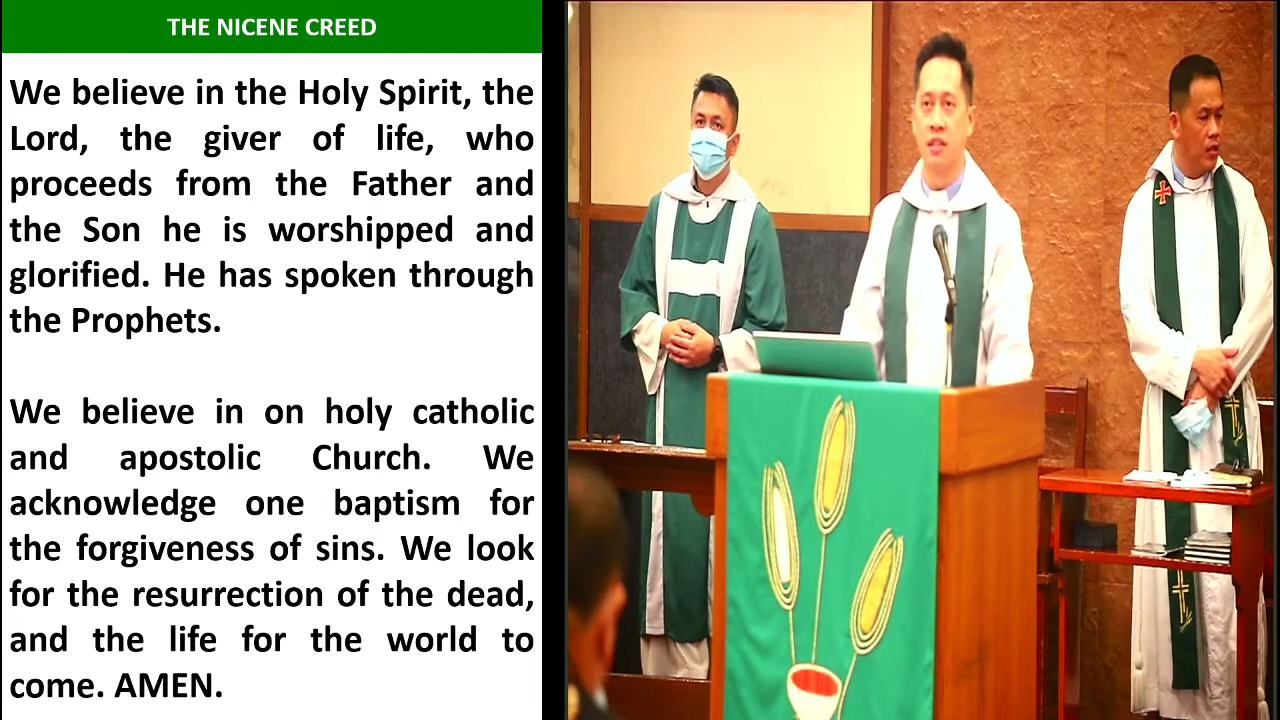 THE NICENE CREED
We believe in the Holy Spirit, the
Lord, the giver of life, who
proceeds from the Father and
the Son he is worshipped and
glorified. He has spoken through
the Prophets.
We believe in on holy catholic
and apostolic Church. We
acknowledge one baptism for
the forgiveness of sins. We look
for the resurrection of the dead,
and the life for the world to
come. AMEN.